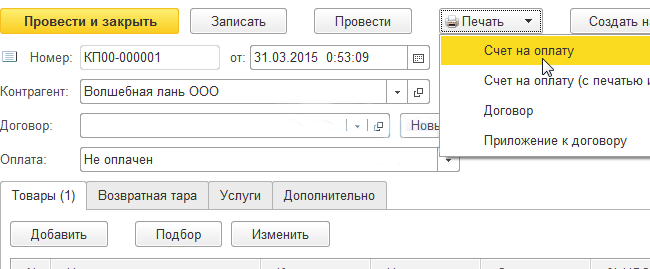 Провести и закрыть Записать Провести Печать Создать на
Номер: КП00-000001 от: 31.03.2015 0:53:09
Счет на оплату
Контрагент: Волшебная лань ООО
Счет на оплату (с печатью и
Договор: Новы
Договор
Оплата: Не оплачен
Приложение к договору
Товары (1) Возвратная тара Услуги Дополнительно
Добавить Подбор Изменить